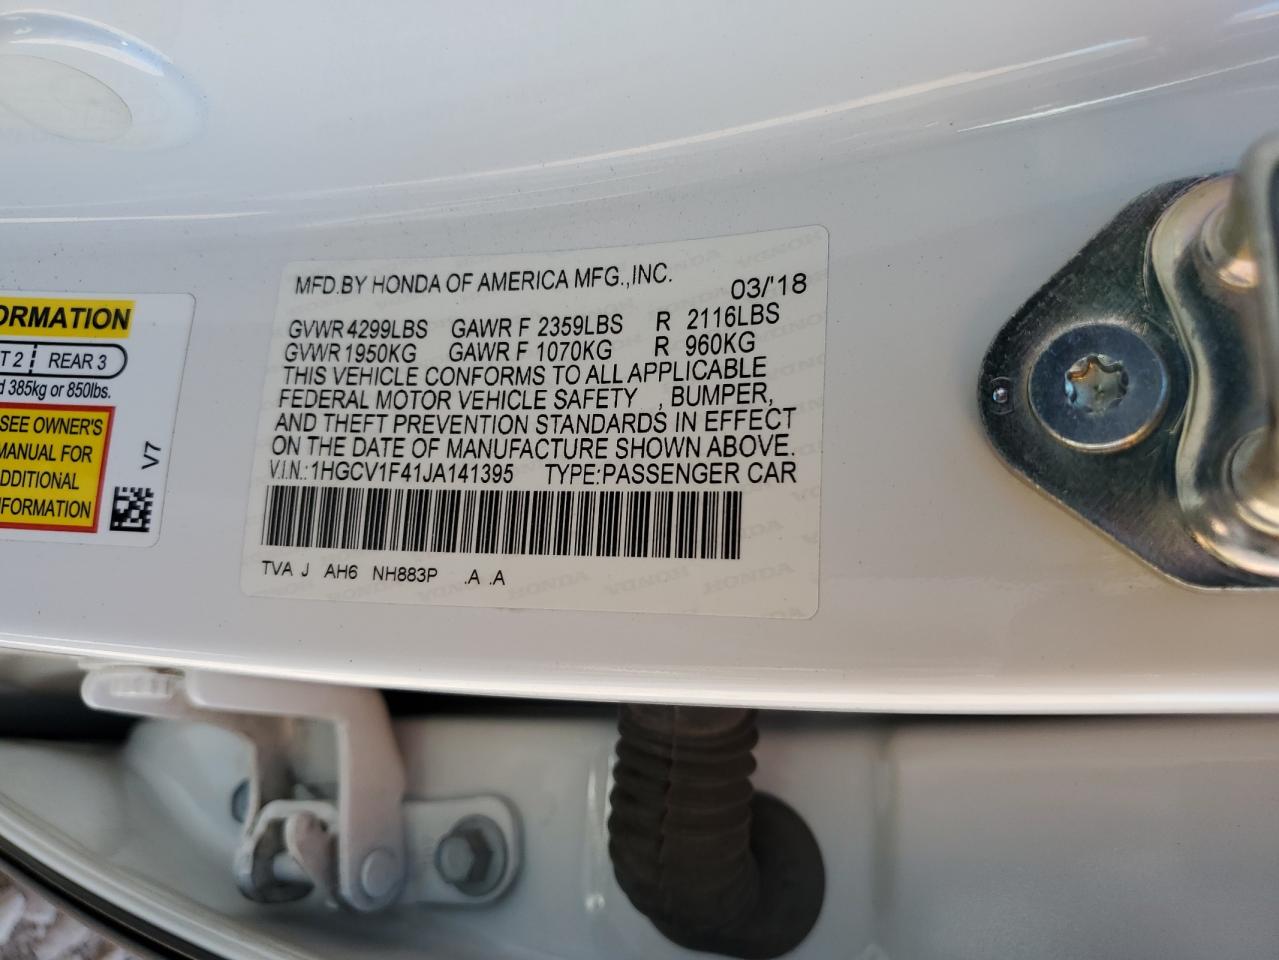 ORMATION
T 2 REAR 3
d 385kg or 850lbs.
SEE OWNER'S
MANUAL FOR
ADDITIONAL
INFORMATION
V7
MFD.BY HONDA OF AMERICA MFG.,INC. 03/'18
GVWR 4299LBS GAWR F 2359LBS R 2116LBS
GVWR 1950KG GAWR F 1070KG R 960KG
THIS VEHICLE CONFORMS TO ALL APPLICABLE
FEDERAL MOTOR VEHICLE SAFETY , BUMPER,
AND THEFT PREVENTION STANDARDS IN EFFECT
ON THE DATE OF MANUFACTURE SHOWN ABOVE.
V.I.N.:1HGCV1F41JA141395 TYPE:PASSENGER CAR
TVA J AH6 NH883P .A .A